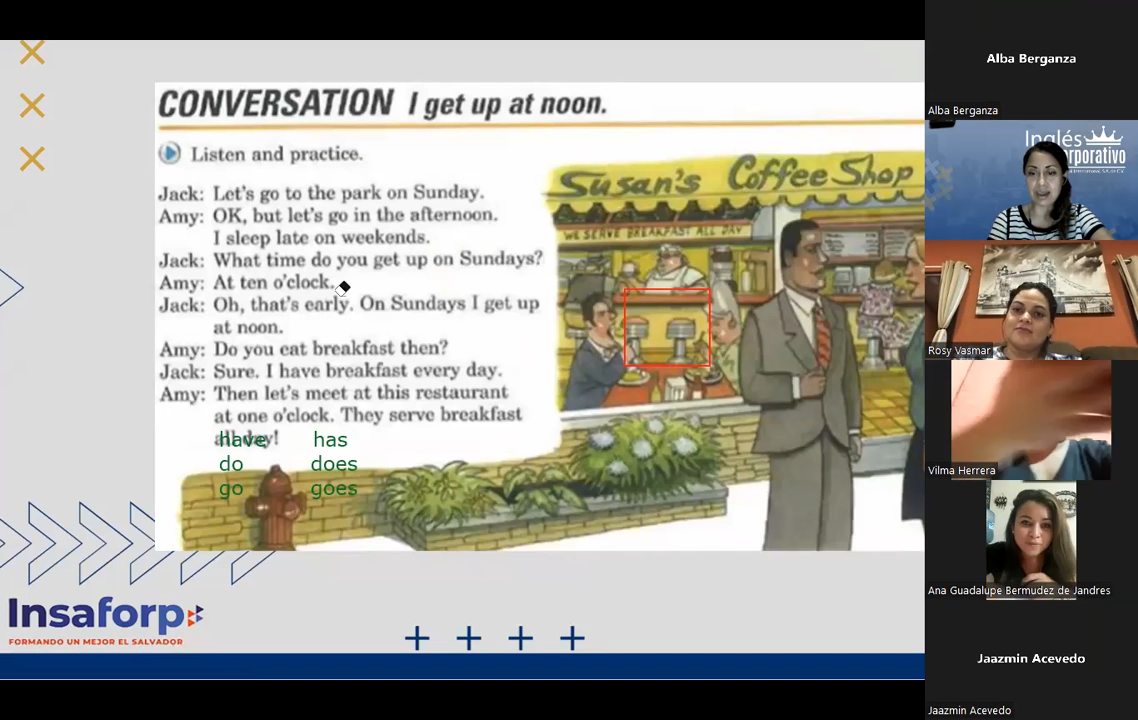 CONVERSATION I get up at noon.
Listen and practice.
Jack: Let's go to the park on Sunday.
Amy: OK, but let's go in the afternoon.
I sleep late on weekends.
Jack: What time do you get up on Sundays?
Amy: At ten o'clock.
Jack: Oh, that's early. On Sundays I get up
at noon.
Amy: Do you eat breakfast then?
Jack: Sure. I have breakfast every day.
Amy: Then let's meet at this restaurant
at one o'clock. They serve breakfast
all day!
have has
do does
go goes
Susan's Coffee Shop
WE SERVE BREAKFAST ALL DAY
Insaforp
FORMANDO UN MEJOR EL SALVADOR
Alba Berganza
Alba Berganza
Inglés
orporativo
Rosy Vasmar
Vilma Herrera
Ana Guadalupe Bermudez de Jandres
Jaazmin Acevedo
Jaazmin Acevedo